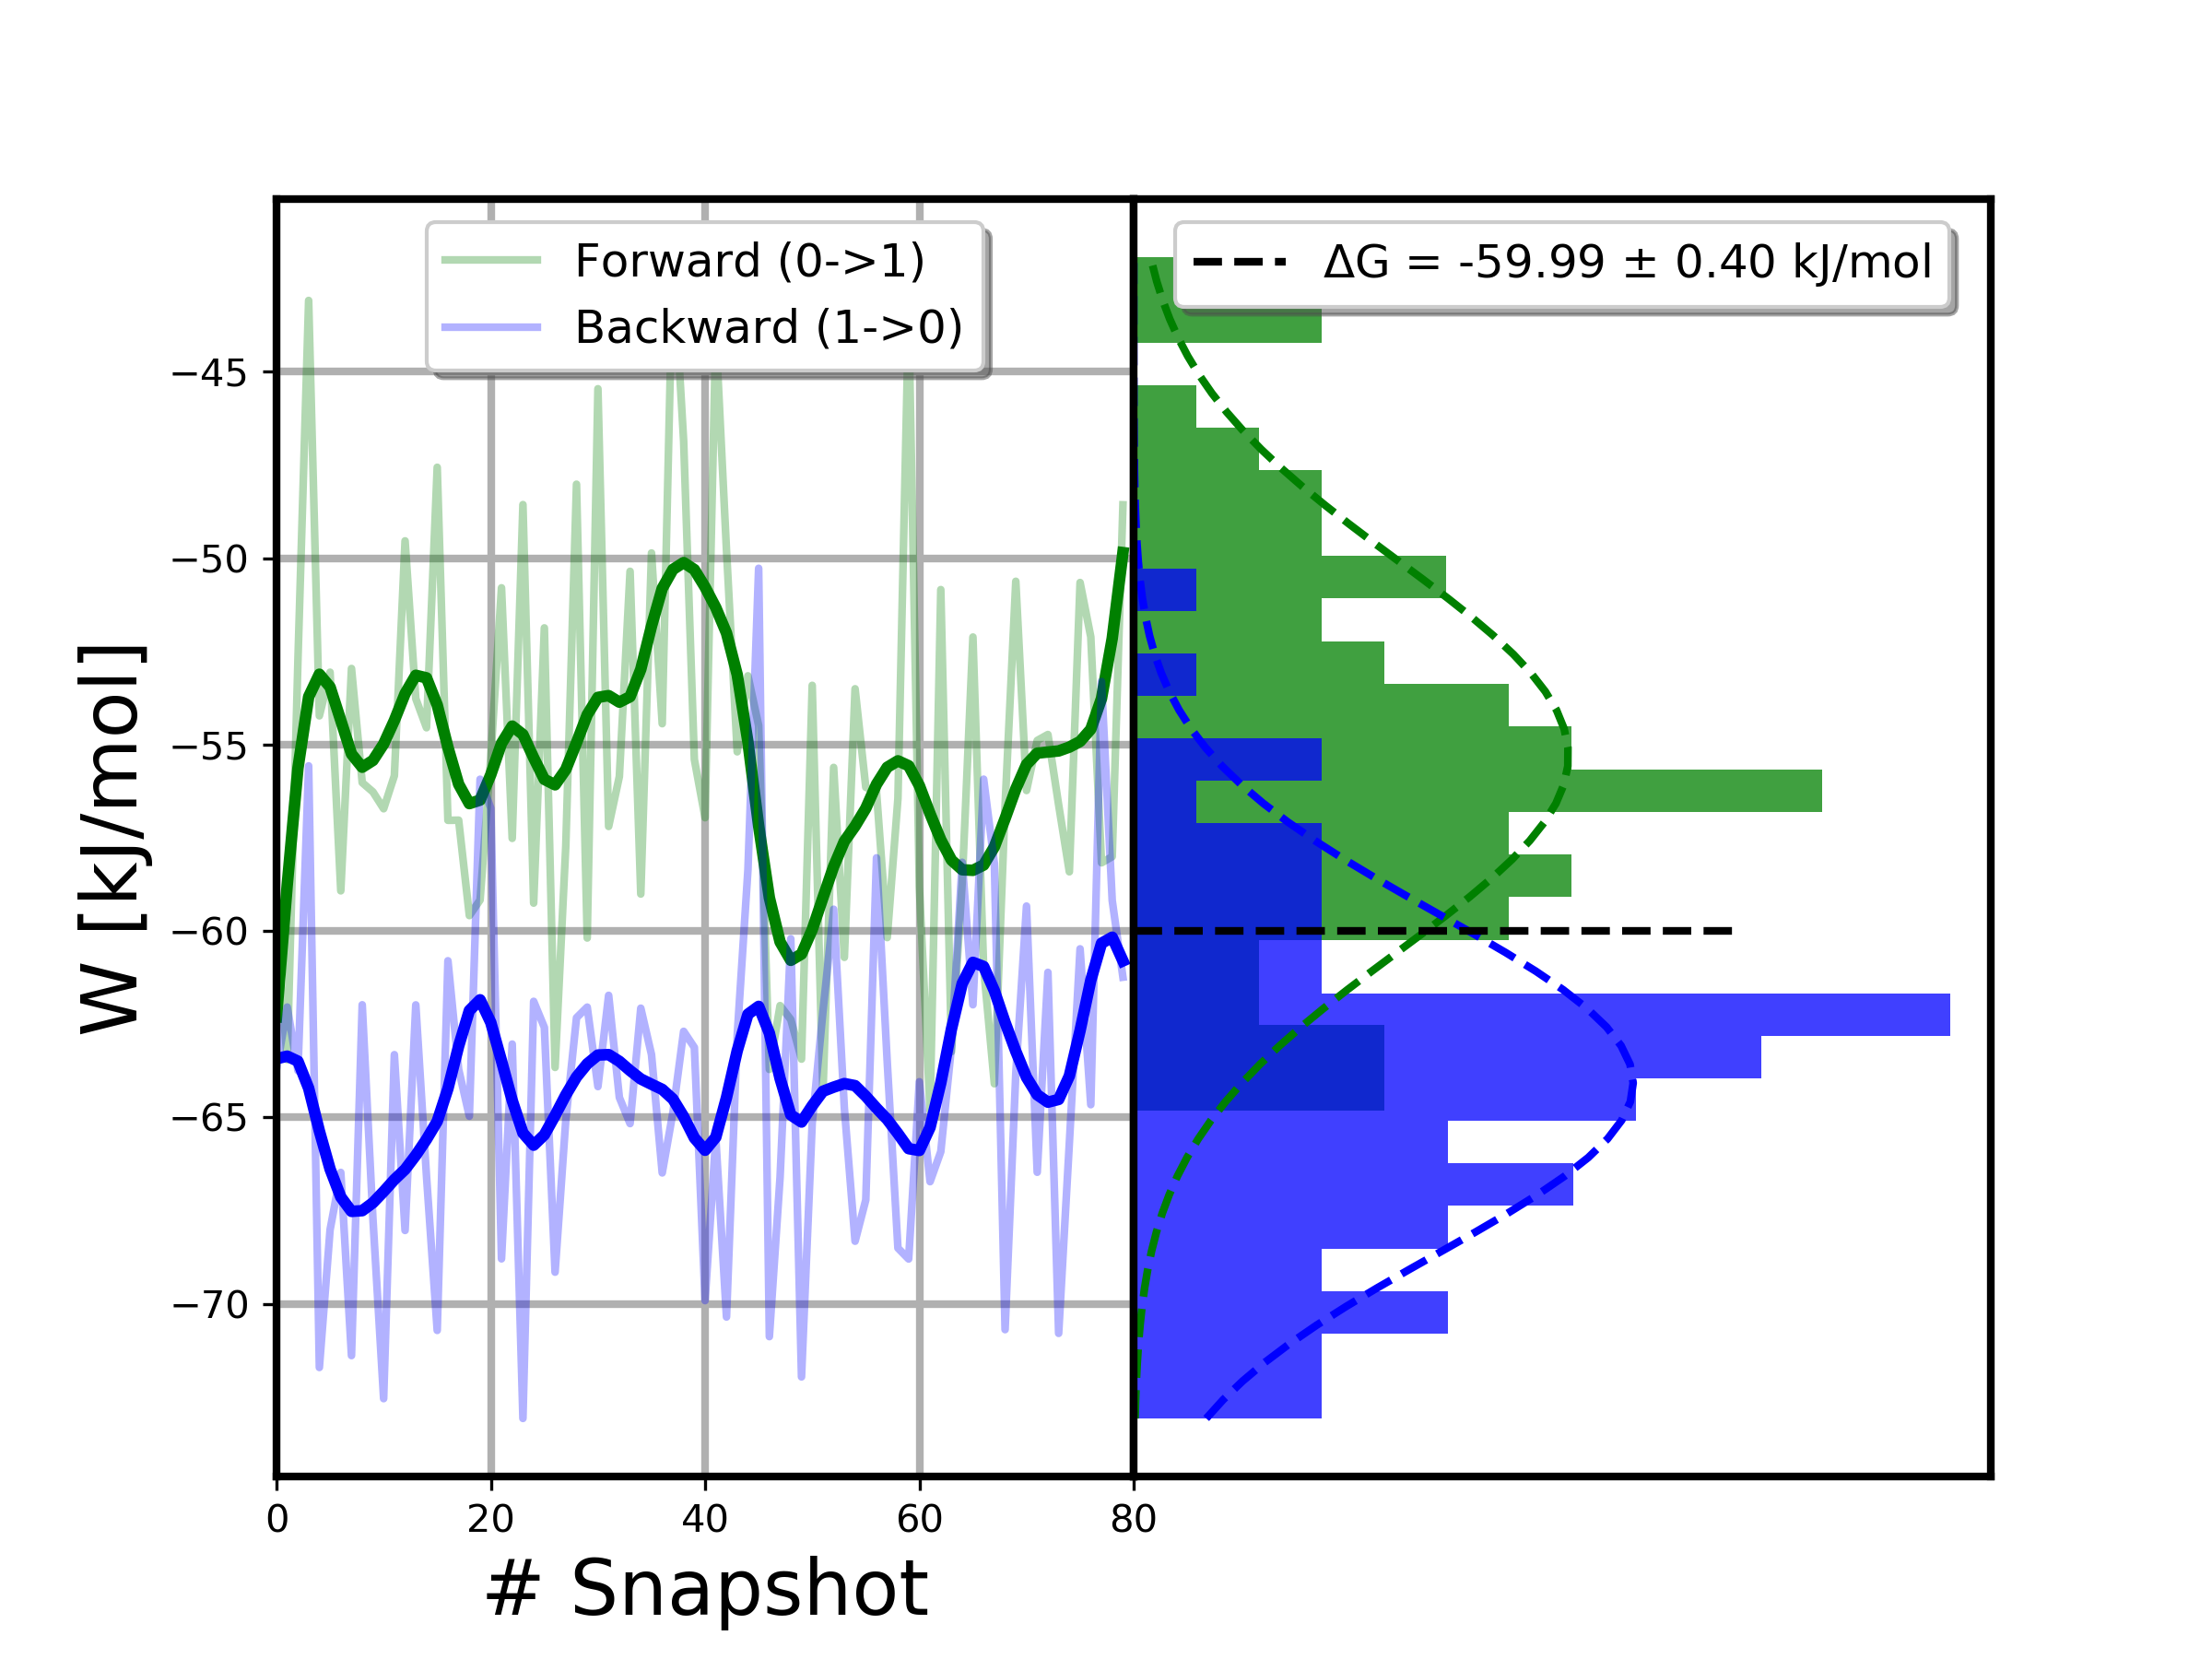 Forward (0->1)
Backward (1->0)
ΔG = -59.99 ± 0.40 kJ/mol
W [kJ/mol]
−45
−50
−55
−60
−65
−70
0 20 40 60 80
# Snapshot